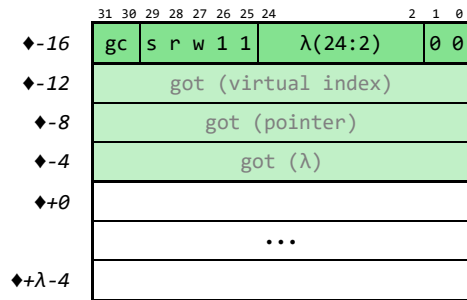 31 30 29 28 27 26 25 24 2 1 0
♦-16 gc s r w 1 1 λ(24:2) 0 0
♦-12 got (virtual index)
♦-8 got (pointer)
♦-4 got (λ)
♦+0
...
♦+λ-4